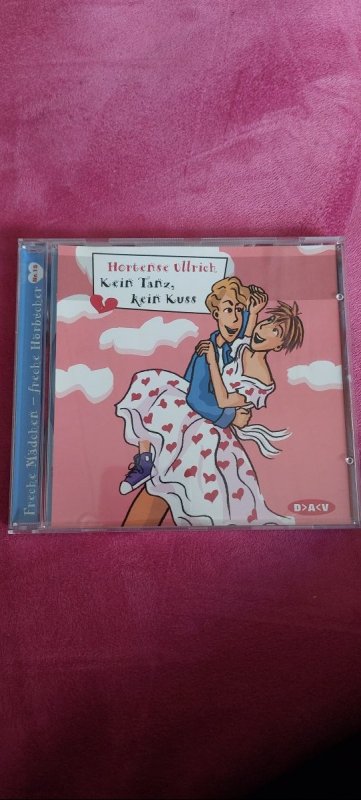 Hortense Ullrich
Kein Tanz,
kein Kuss
Freche Mädchen – freche Hörbücher
D>A<V